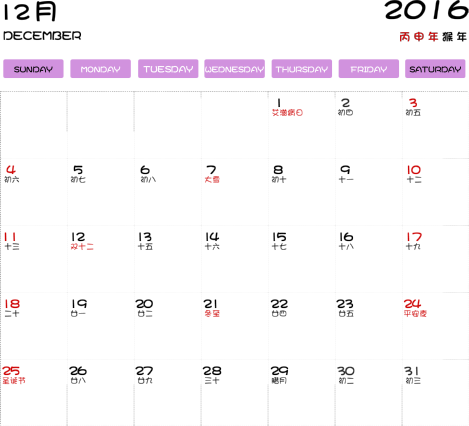 12月 2016
DECEMBER 丙申年猴年
SUNDAY MONDAY TUESDAY WEDNESDAY THURSDAY FRIDAY SATURDAY
1 2 3
艾滋病日 初四 初五
4 5 6 7 8 9 10
初六 初七 初八 大雪 初十 十一 十二
11 12 13 14 15 16 17
十三 双十二 十五 十六 十七 十八 十九
18 19 20 21 22 23 24
二十 廿一 廿二 冬至 廿四 廿五 平安夜
25 26 27 28 29 30 31
圣诞节 廿八 廿九 三十 腊月 初二 初三